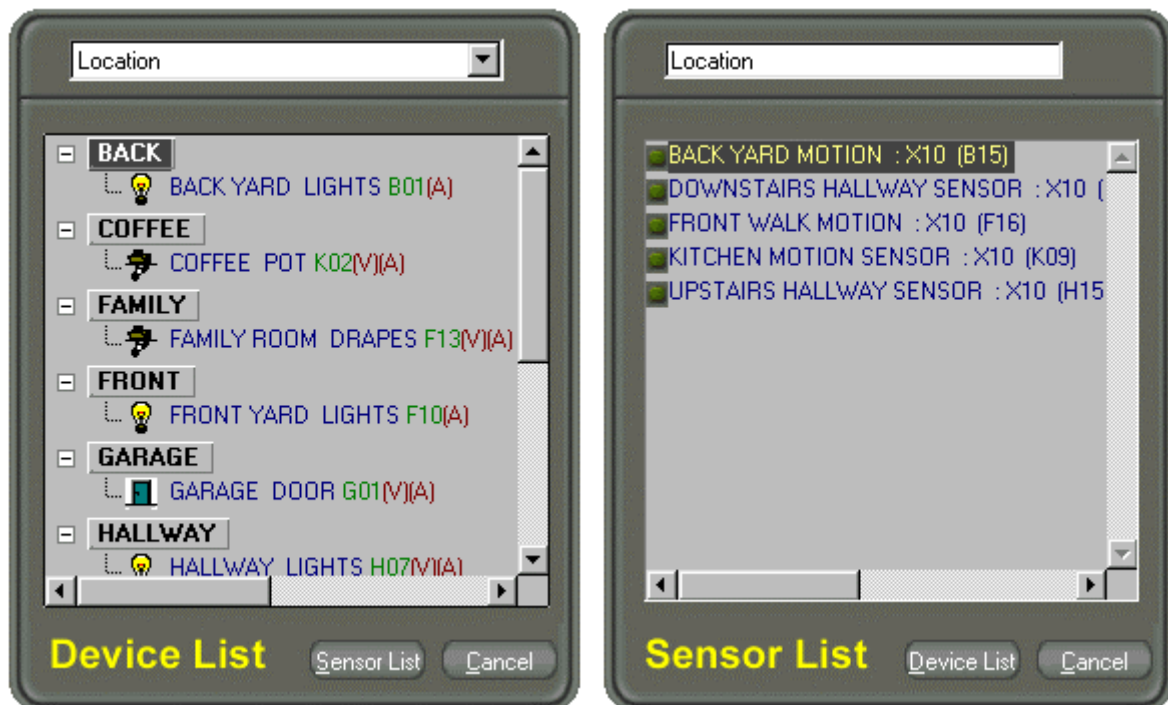 Location
BACK
BACK YARD LIGHTS B01(A)
COFFEE
COFFEE POT K02(V)(A)
FAMILY
FAMILY ROOM DRAPES F13(V)(A)
FRONT
FRONT YARD LIGHTS F10(A)
GARAGE
GARAGE DOOR G01(V)(A)
HALLWAY
HALLWAY LIGHTS H07(V)(A)
Device List
Sensor List
Cancel
Location
BACK YARD MOTION : X10 (B15)
DOWNSTAIRS HALLWAY SENSOR : X10 (
FRONT WALK MOTION : X10 (F16)
KITCHEN MOTION SENSOR : X10 (K09)
UPSTAIRS HALLWAY SENSOR : X10 (H15
Sensor List
Device List
Cancel